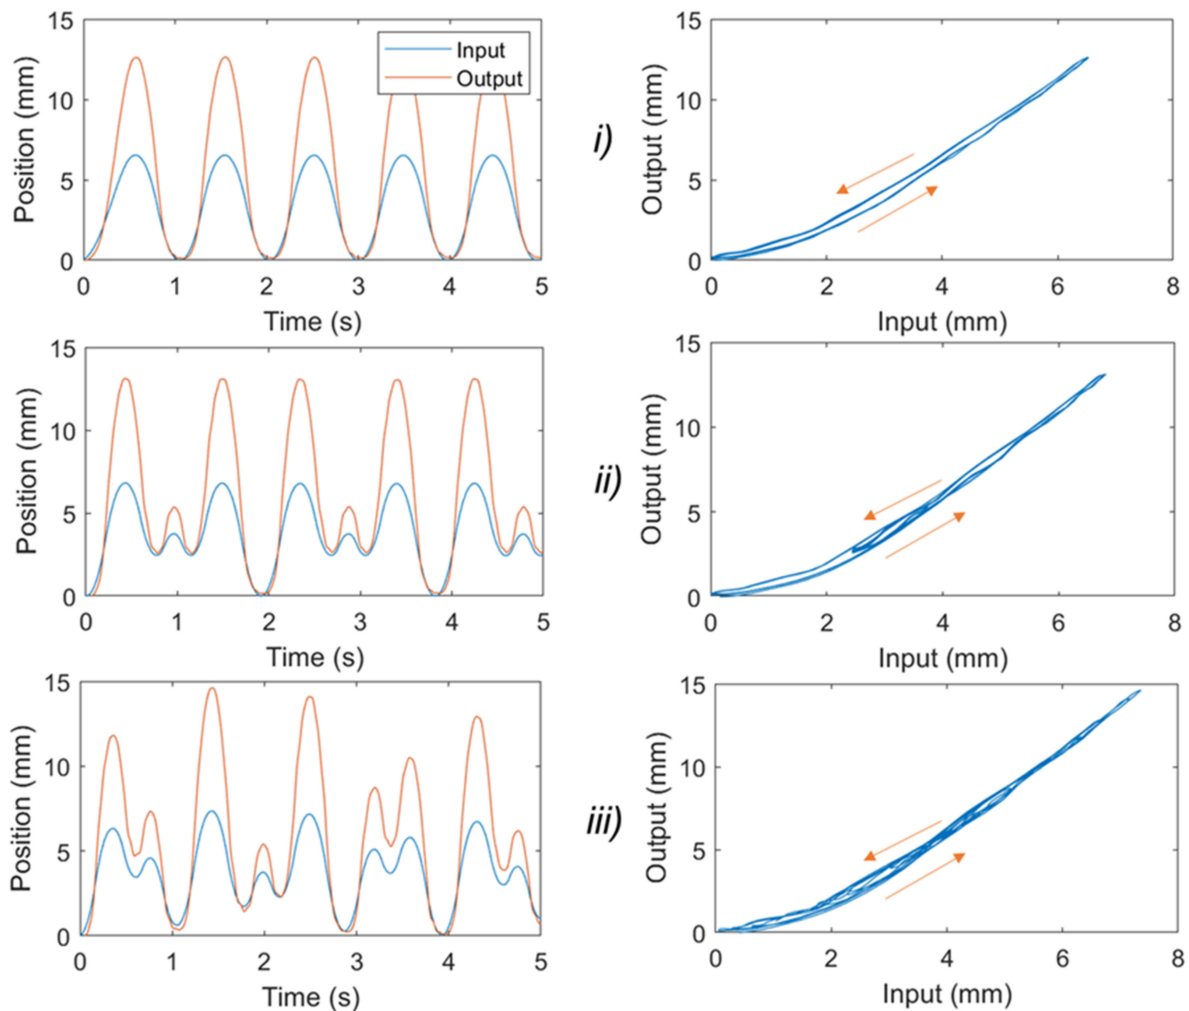 15
10
5
0
Position (mm)
Input
Output
0 1 2 3 4 5
Time (s)
i)
15
10
5
0
Output (mm)
0 2 4 6 8
Input (mm)
15
10
5
0
Position (mm)
0 1 2 3 4 5
Time (s)
ii)
15
10
5
0
Output (mm)
0 2 4 6 8
Input (mm)
15
10
5
0
Position (mm)
0 1 2 3 4 5
Time (s)
iii)
15
10
5
0
Output (mm)
0 2 4 6 8
Input (mm)